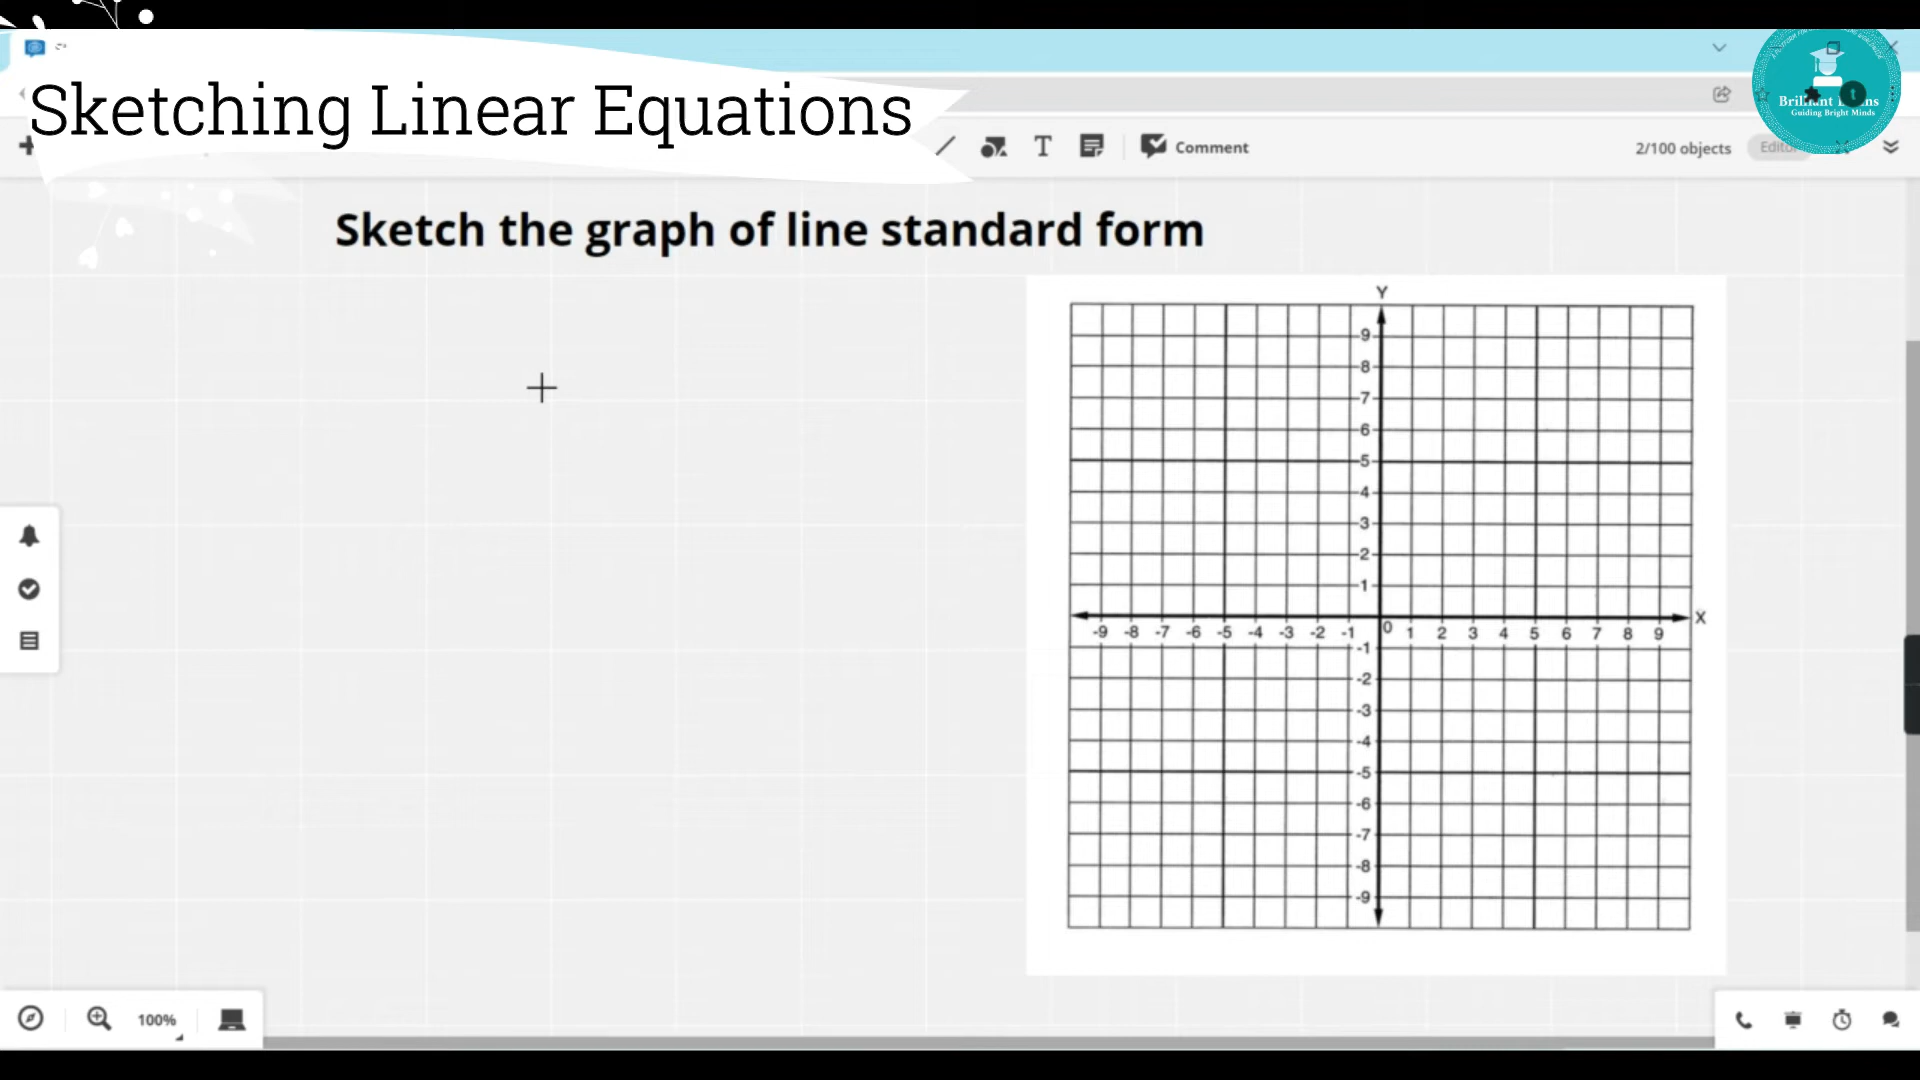 Sketching Linear Equations
Comment
2/100 objects
Guiding Bright Minds
Sketch the graph of line standard form
Y
9
8
7
6
5
4
3
2
1
X
-9 -8 -7 -6 -5 -4 -3 -2 -1 0 1 2 3 4 5 6 7 8 9
-1
-2
-3
-4
-5
-6
-7
-8
-9
100%
t